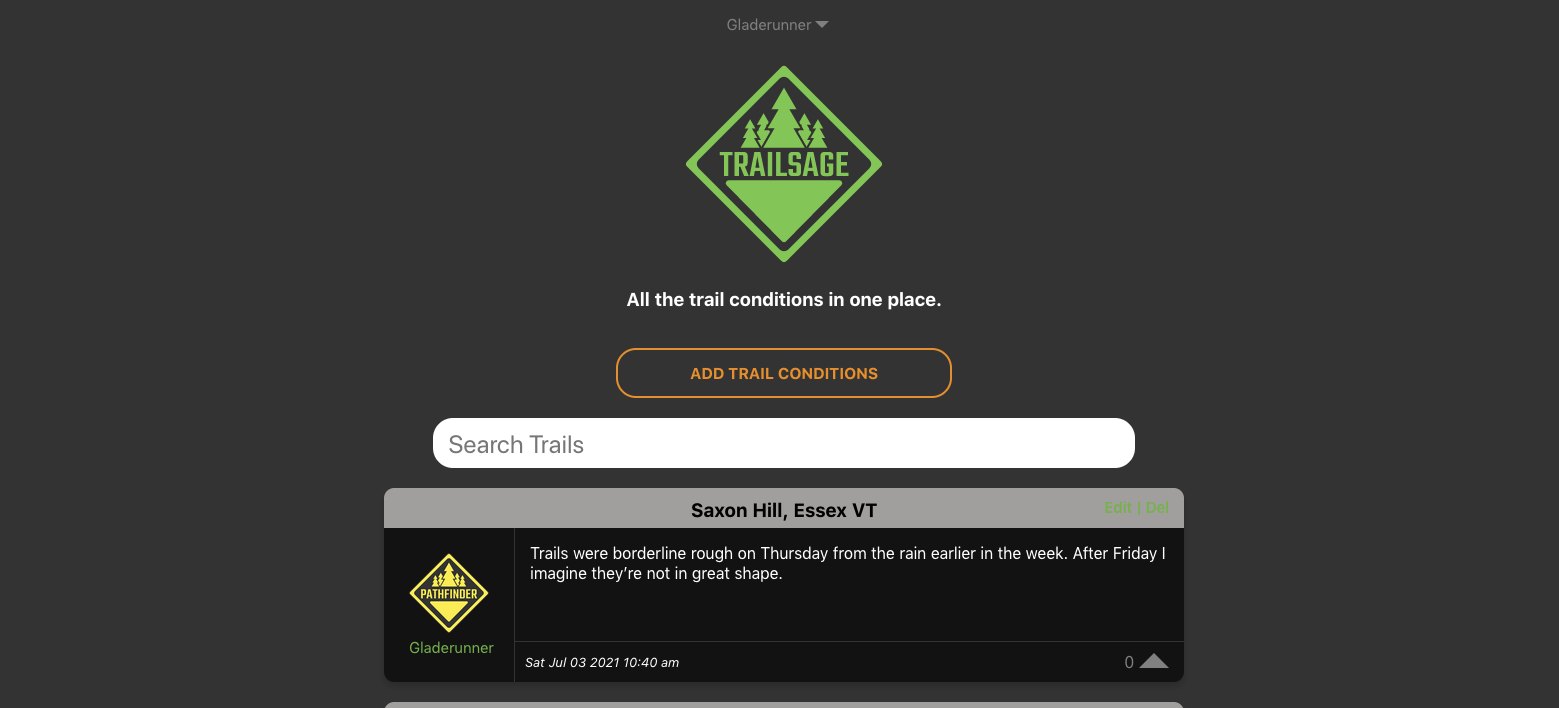 Gladerunner
TRAILSAGE
All the trail conditions in one place.
ADD TRAIL CONDITIONS
Search Trails
Saxon Hill, Essex VT
Edit | Del
Trails were borderline rough on Thursday from the rain earlier in the week. After Friday I
imagine they’re not in great shape.
PATHFINDER
Gladerunner
Sat Jul 03 2021 10:40 am
0